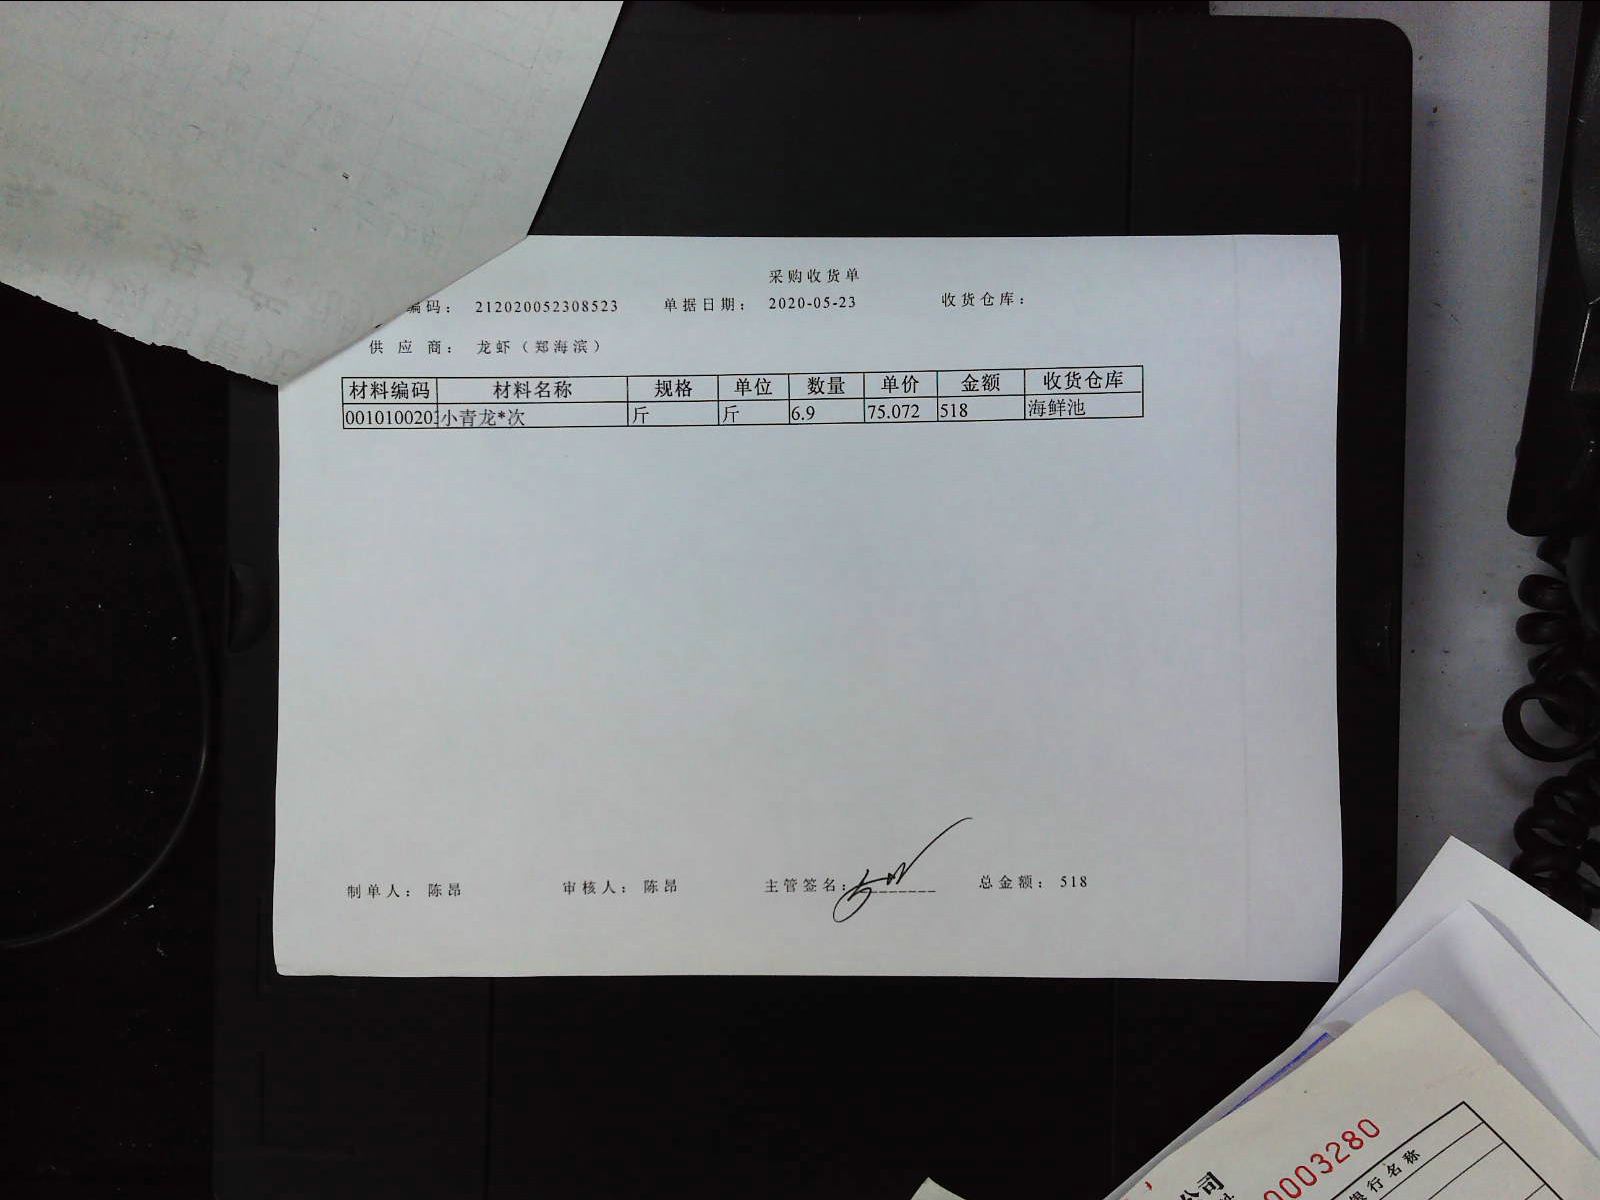 采购收货单
编码： 212020052308523 单据日期： 2020-05-23 收货仓库：
供 应 商： 龙虾（郑海滨）
材料编码 材料名称 规格 单位 数量 单价 金额 收货仓库
0010100203 小青龙*次 斤 斤 6.9 75.072 518 海鲜池
制单人： 陈昂 审核人： 陈昂 主管签名： 总金额： 518
0003280
公司
银行名称